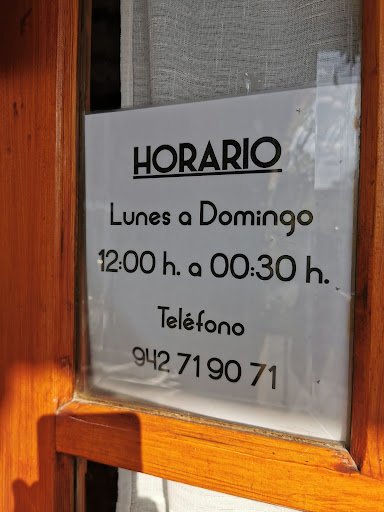 HORARIO
Lunes a Domingo
12:00 h. a 00:30 h.
Teléfono
942 71 90 71